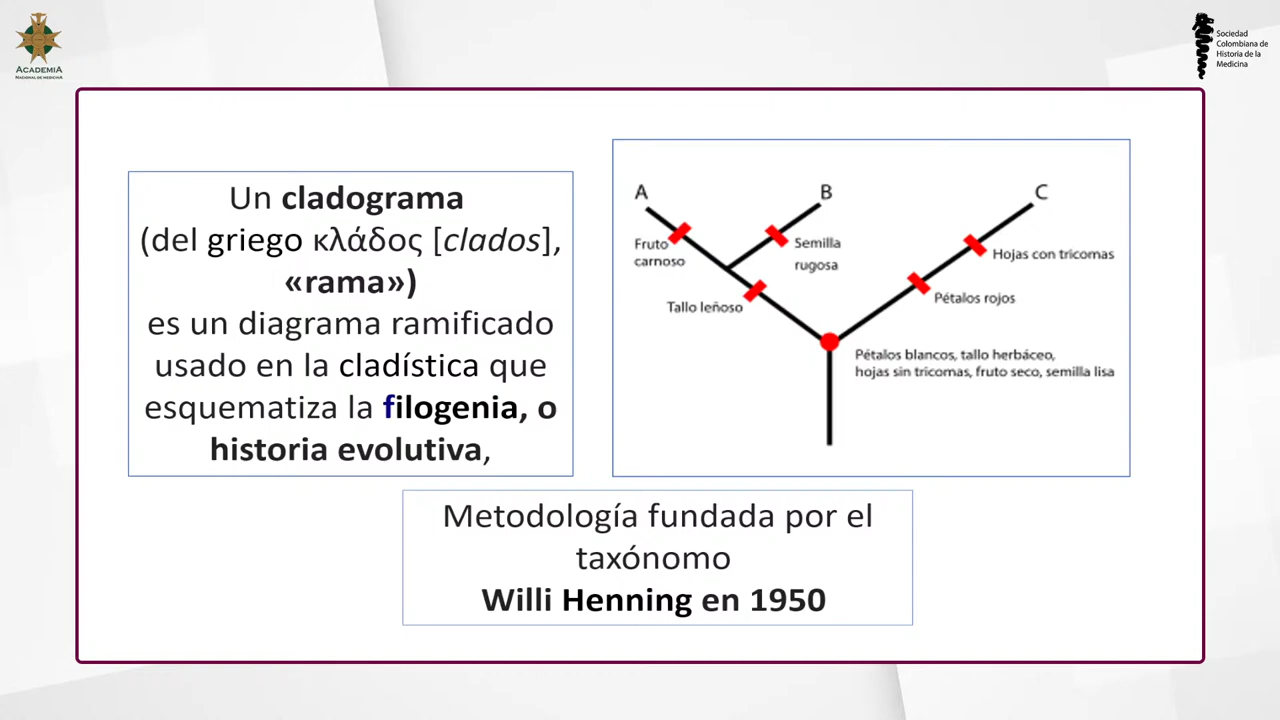 ACADEMIA
NACIONAL DE MEDICINA
Sociedad
Colombiana de
Historia de la
Medicina
Un cladograma
(del griego κλάδος [clados],
«rama»)
es un diagrama ramificado
usado en la cladística que
esquematiza la filogenia, o
historia evolutiva,
A
B
C
Fruto
carnoso
Semilla
rugosa
Hojas con tricomas
Tallo leñoso
Pétalos rojos
Pétalos blancos, tallo herbáceo,
hojas sin tricomas, fruto seco, semilla lisa
Metodología fundada por el
taxónomo
Willi Henning en 1950